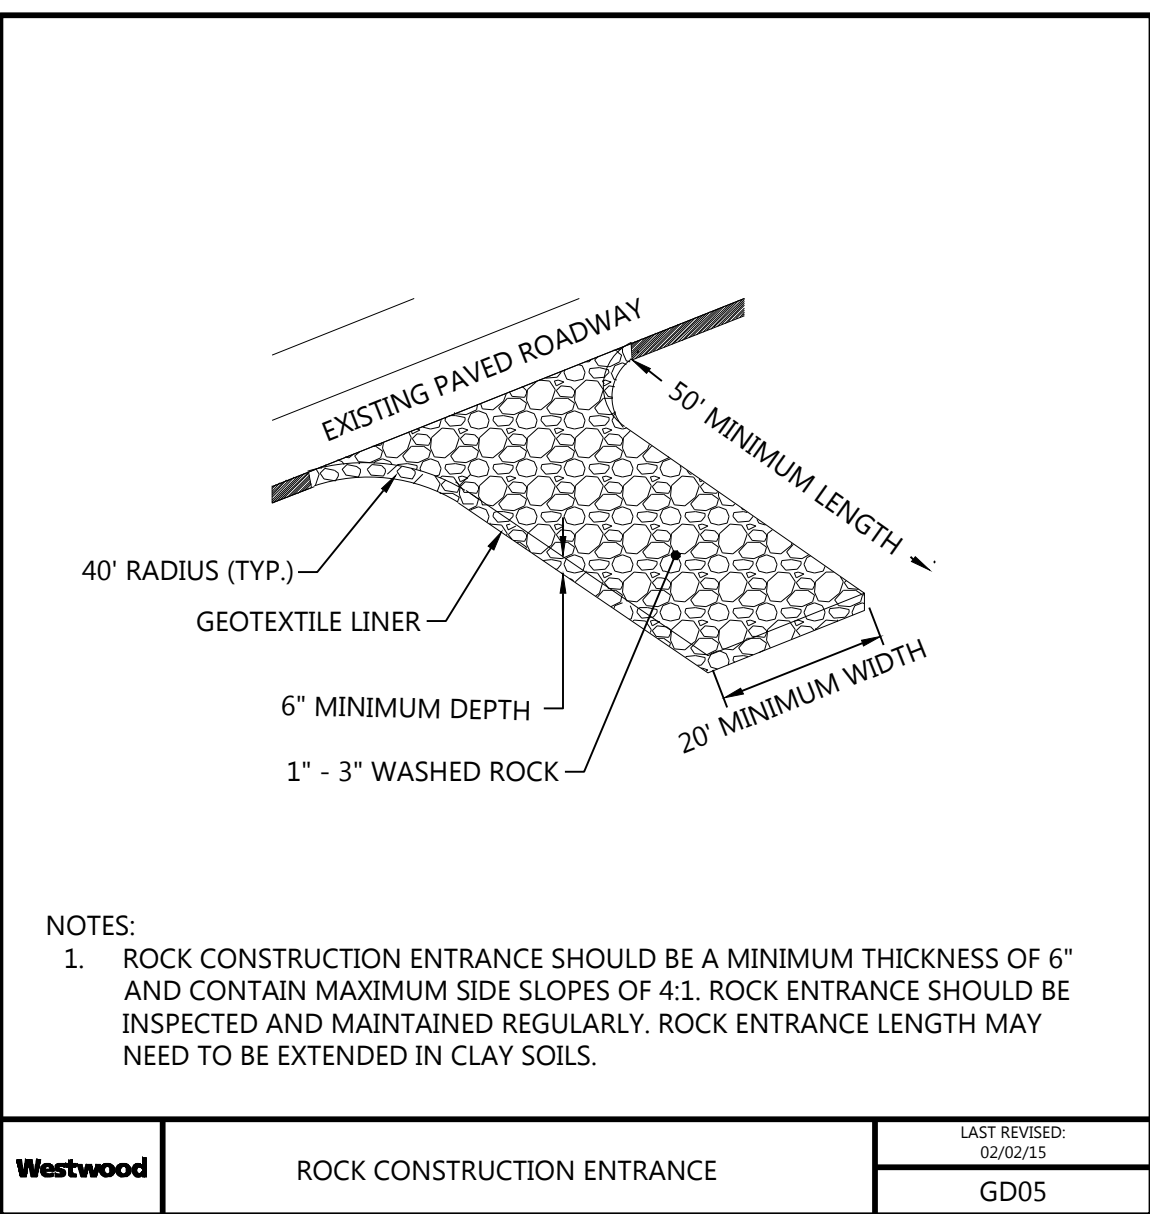 EXISTING PAVED ROADWAY
50' MINIMUM LENGTH
40' RADIUS (TYP.)
GEOTEXTILE LINER
6" MINIMUM DEPTH
20' MINIMUM WIDTH
1" - 3" WASHED ROCK
NOTES:
1. ROCK CONSTRUCTION ENTRANCE SHOULD BE A MINIMUM THICKNESS OF 6"
AND CONTAIN MAXIMUM SIDE SLOPES OF 4:1. ROCK ENTRANCE SHOULD BE
INSPECTED AND MAINTAINED REGULARLY. ROCK ENTRANCE LENGTH MAY
NEED TO BE EXTENDED IN CLAY SOILS.
Westwood
ROCK CONSTRUCTION ENTRANCE
LAST REVISED:
02/02/15
GD05